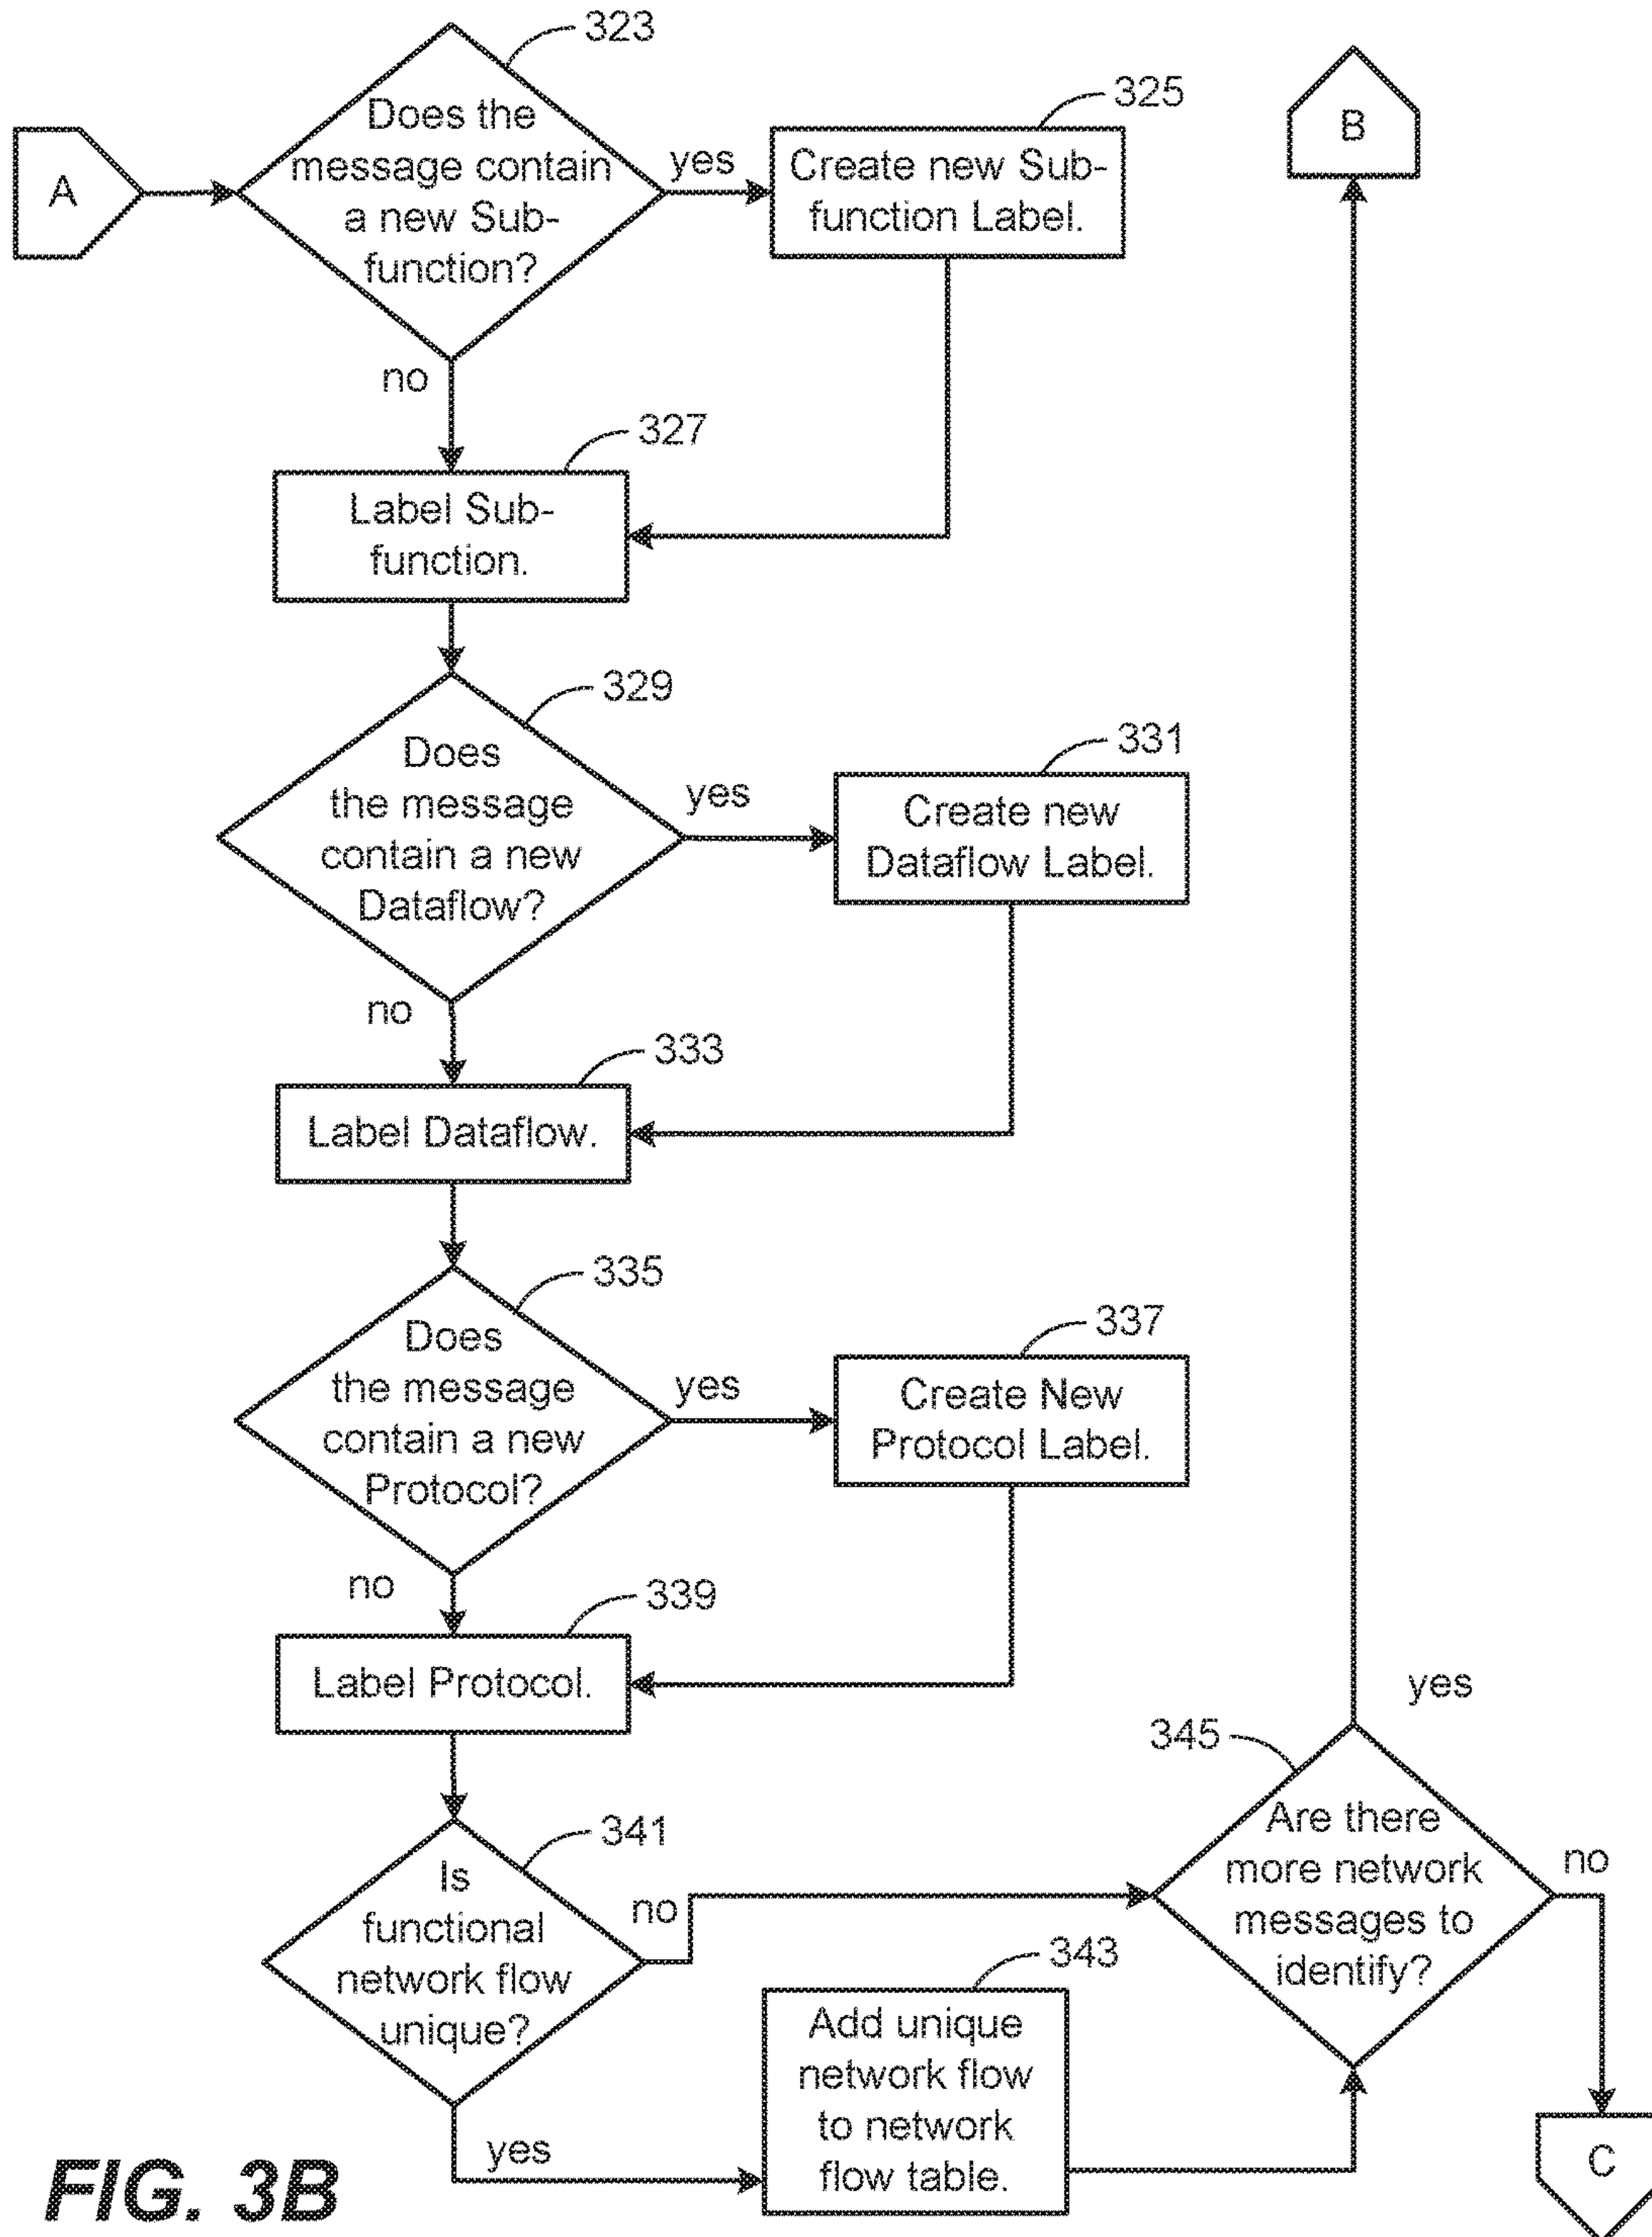 323
Does the
message contain
a new Sub-
function?
A
yes
325
Create new Sub-
function Label.
B
no
327
Label Sub-
function.
329
Does
the message
contain a new
Dataflow?
yes
331
Create new
Dataflow Label.
no
333
Label Dataflow.
335
Does
the message
contain a new
Protocol?
yes
337
Create New
Protocol Label.
no
339
Label Protocol.
341
Is
functional
network flow
unique?
no
yes
343
Add unique
network flow
to network
flow table.
345
Are there
more network
messages to
identify?
yes
no
C
FIG. 3B